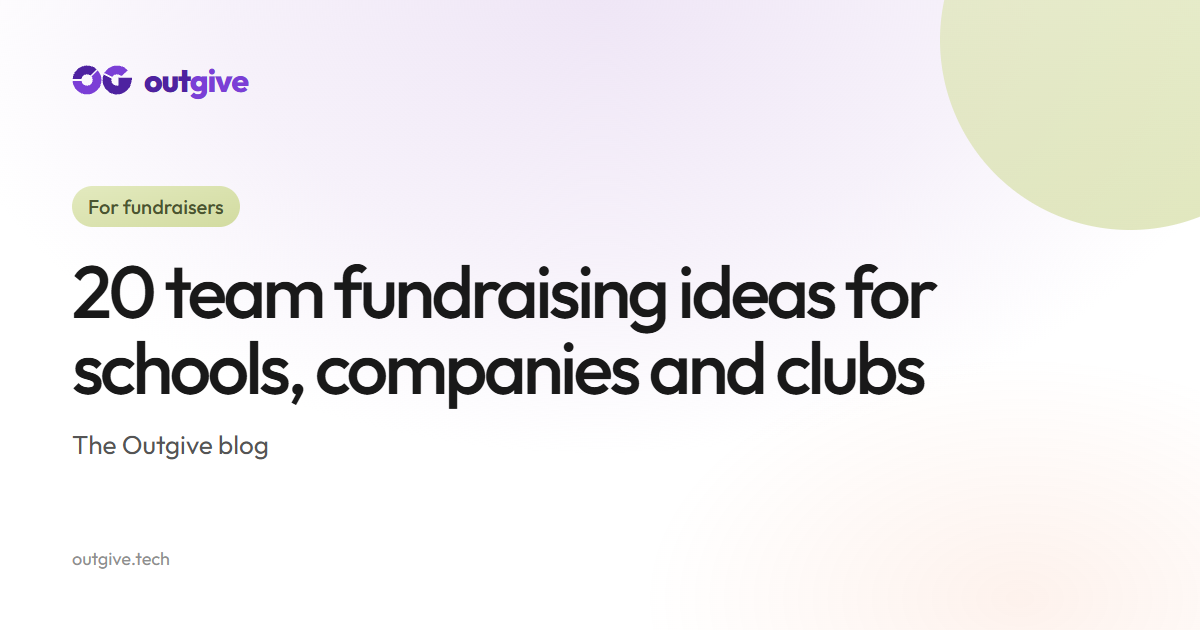 OG outgive
For fundraisers
20 team fundraising ideas for
schools, companies and clubs
The Outgive blog
outgive.tech